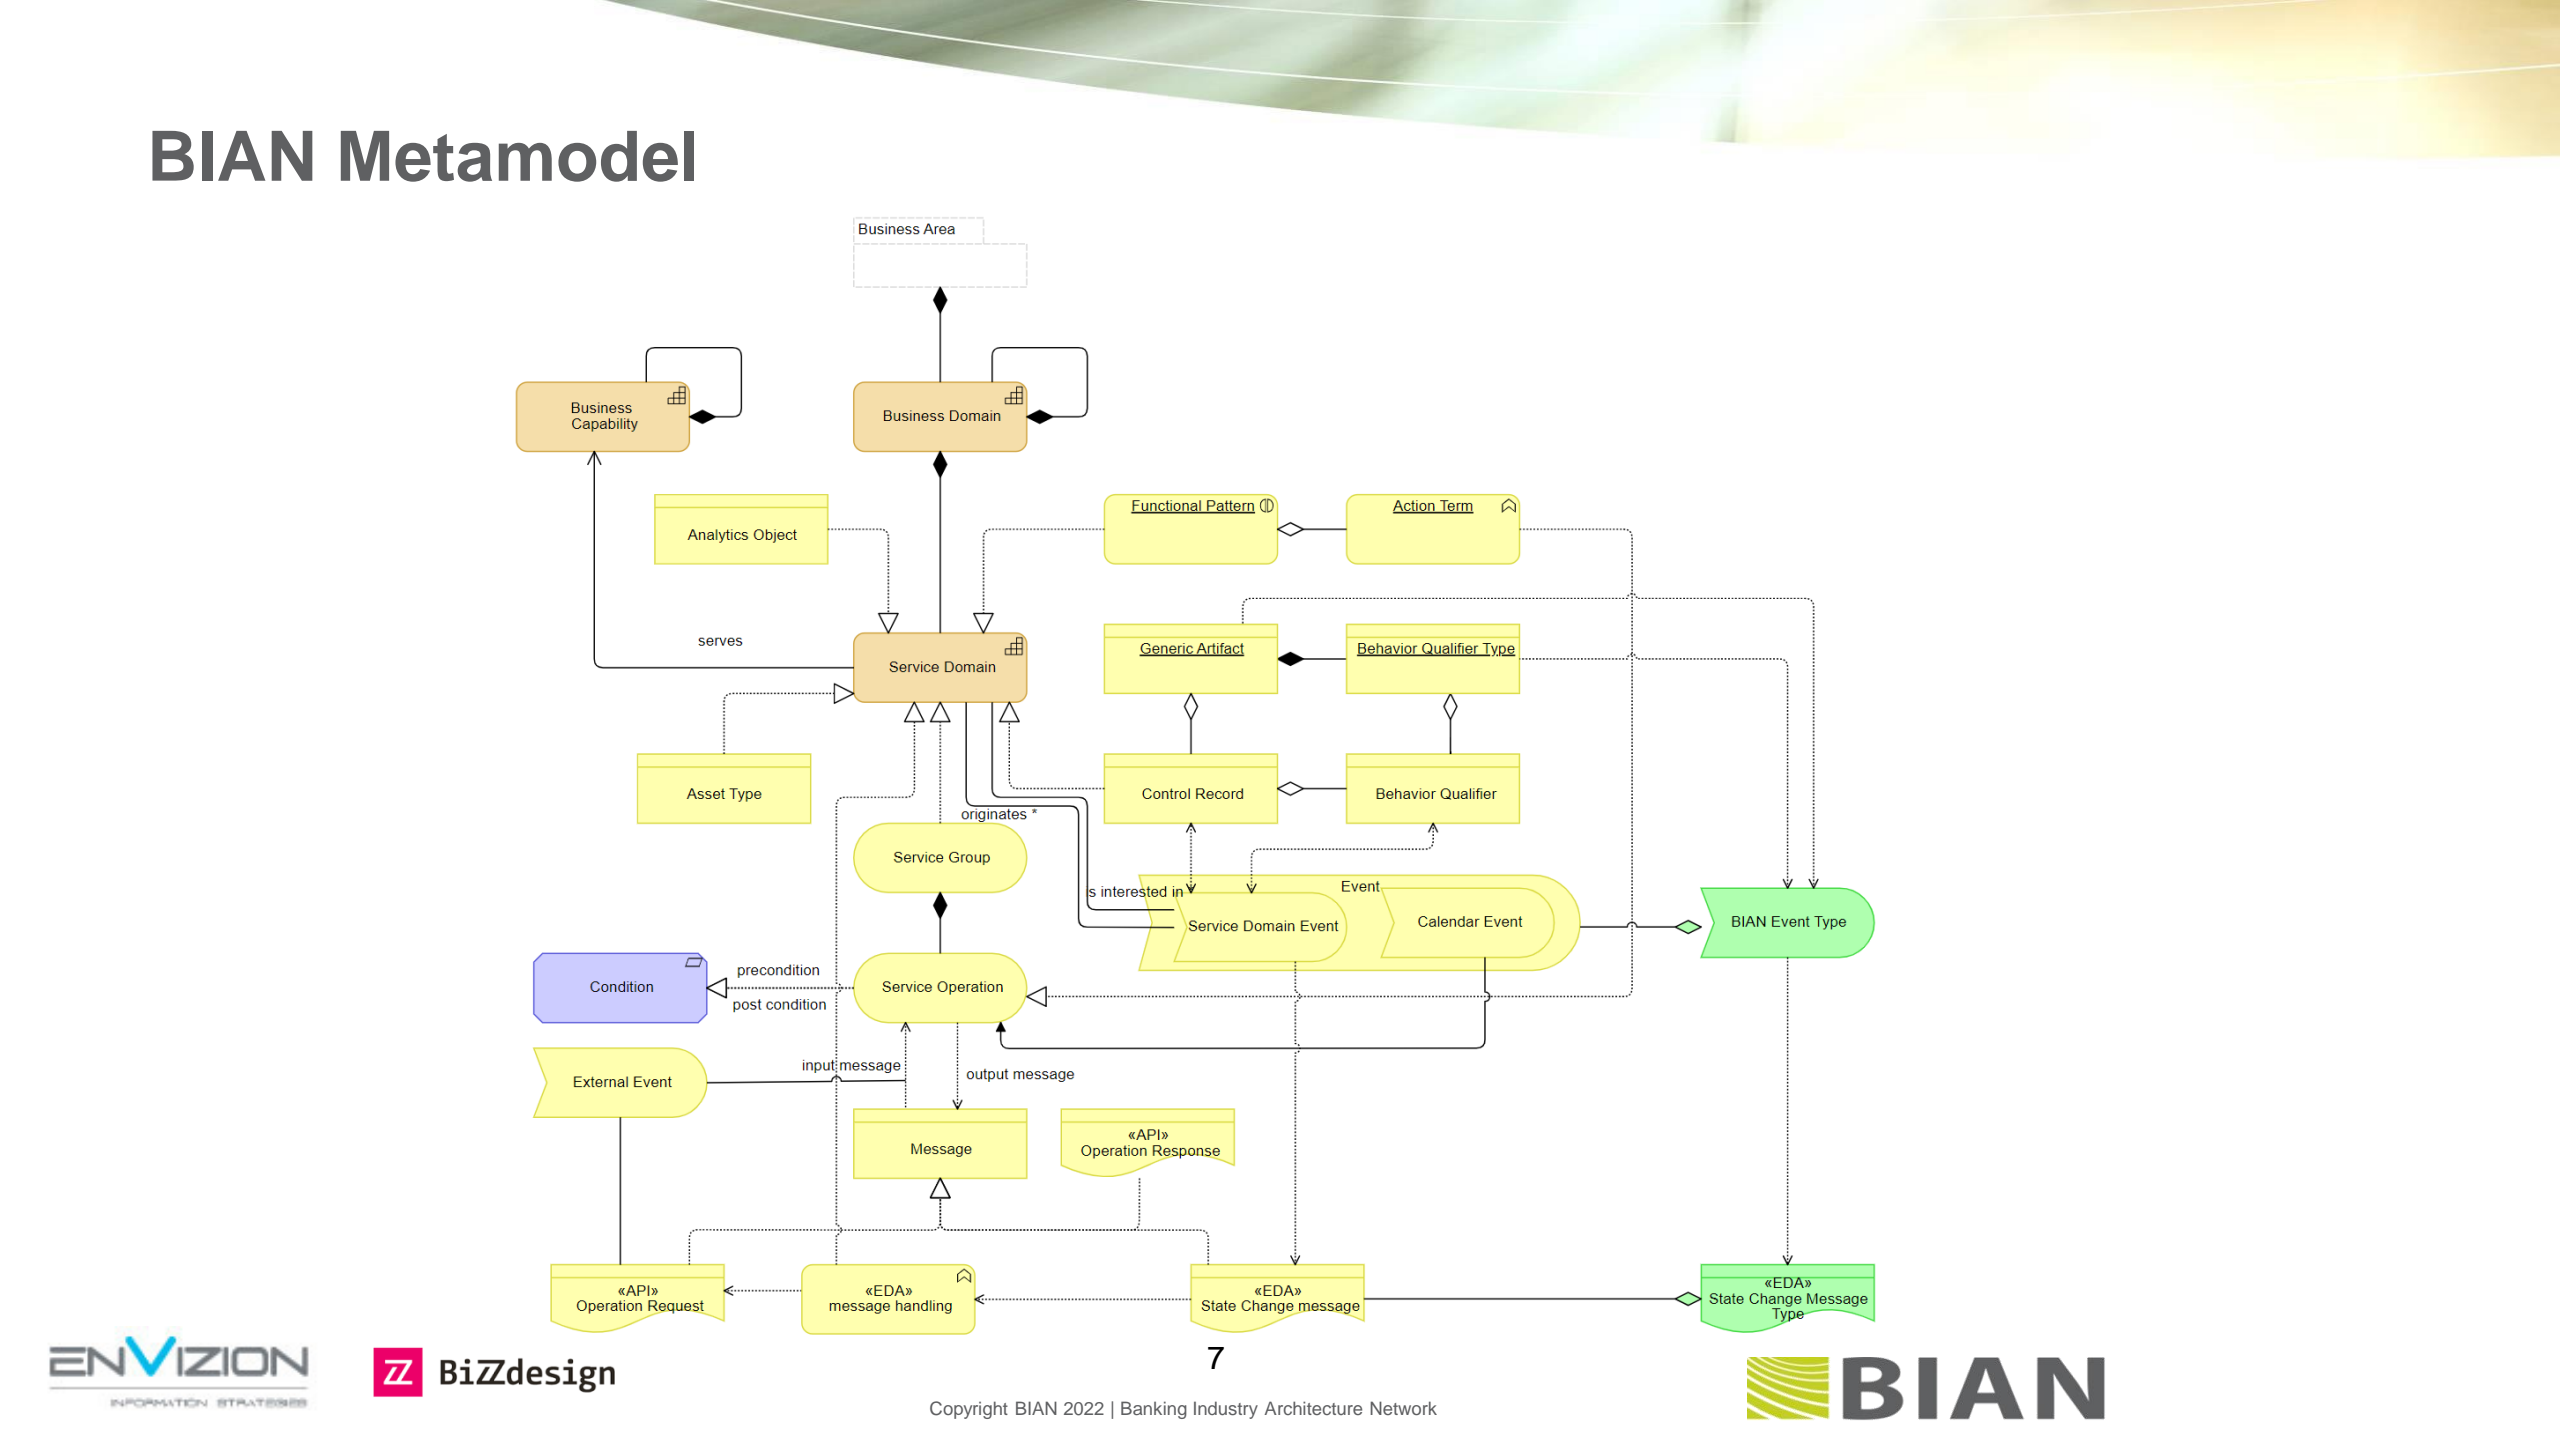 BIAN Metamodel
Business Area
Business
Capability
Business Domain
Analytics Object
Functional Pattern
Action Term
serves
Service Domain
Generic Artifact
Behavior Qualifier Type
Asset Type
Control Record
Behavior Qualifier
originates *
Service Group
s interested in
Event
Service Domain Event
Calendar Event
BIAN Event Type
Condition
precondition
post condition
Service Operation
External Event
input message
output message
Message
«API»
Operation Response
«API»
Operation Request
«EDA»
message handling
«EDA»
State Change message
«EDA»
State Change Message
Type
ENVIZION
INFORMATION STRATEGIES
BiZZdesign
7
Copyright BIAN 2022 | Banking Industry Architecture Network
BIAN